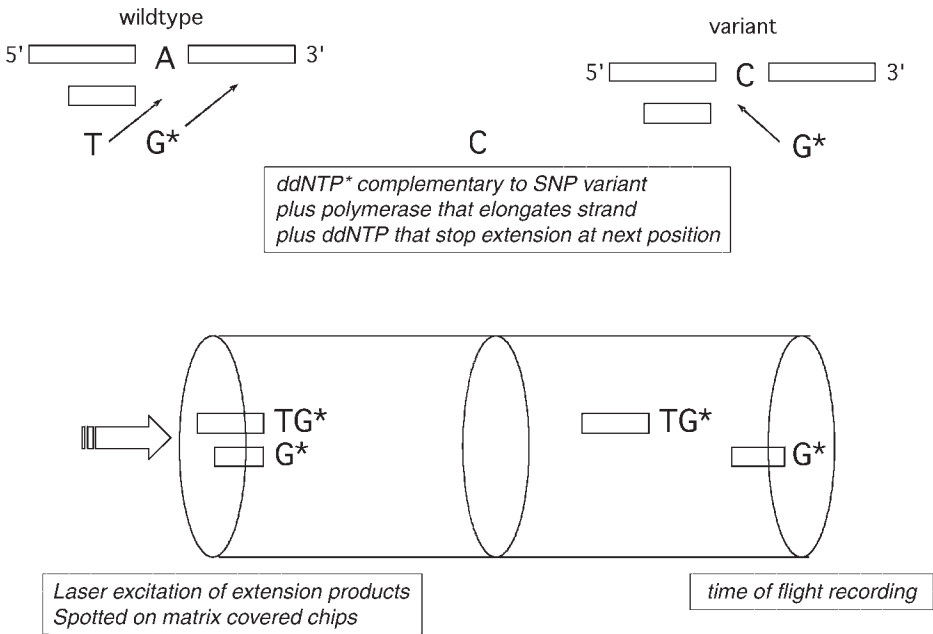 wildtype
5' A 3'
T G*
variant
5' C 3'
G*
C
ddNTP* complementary to SNP variant
plus polymerase that elongates strand
plus ddNTP that stop extension at next position
TG*
G*
TG*
G*
Laser excitation of extension products
Spotted on matrix covered chips
time of flight recording